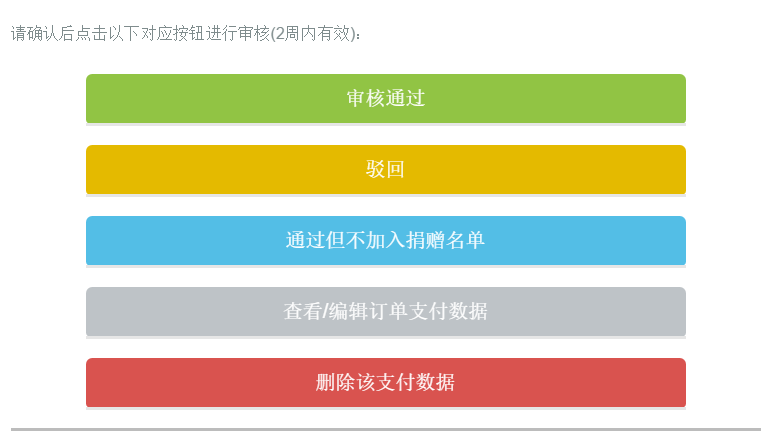 请确认后点击以下对应按钮进行审核(2周内有效)：
审核通过
驳回
通过但不加入捐赠名单
查看/编辑订单支付数据
删除该支付数据